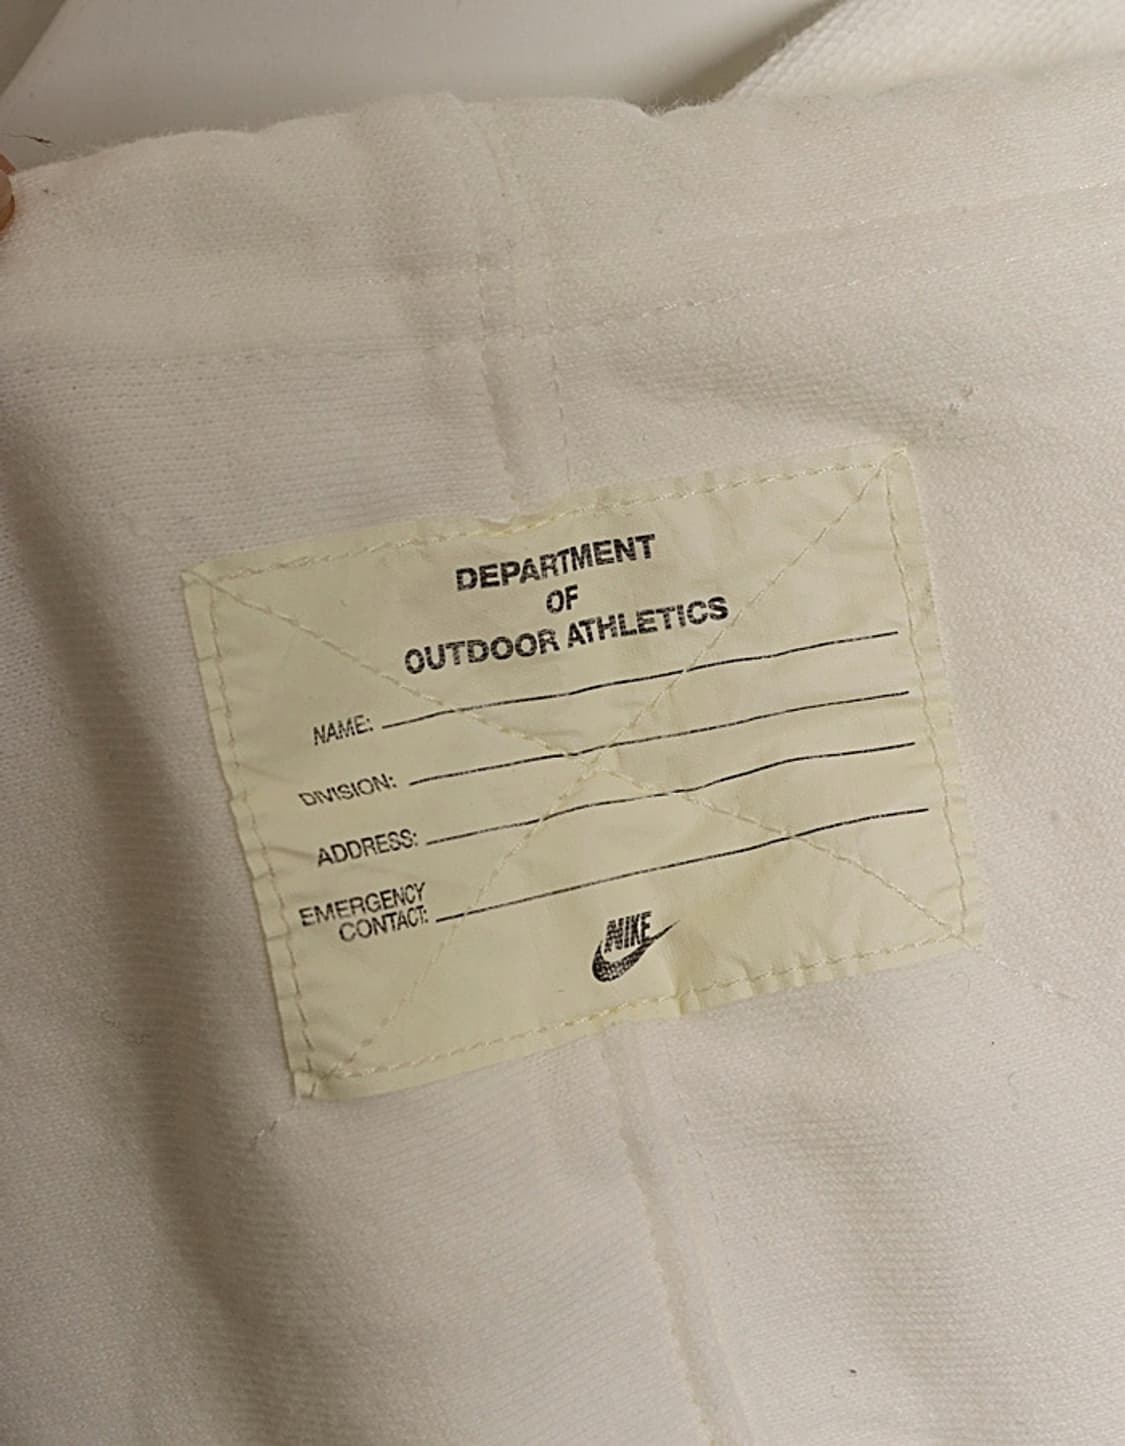 DEPARTMENT
OF
OUTDOOR ATHLETICS
NAME:
DIVISION:
ADDRESS:
EMERGENCY
CONTACT:
NIKE